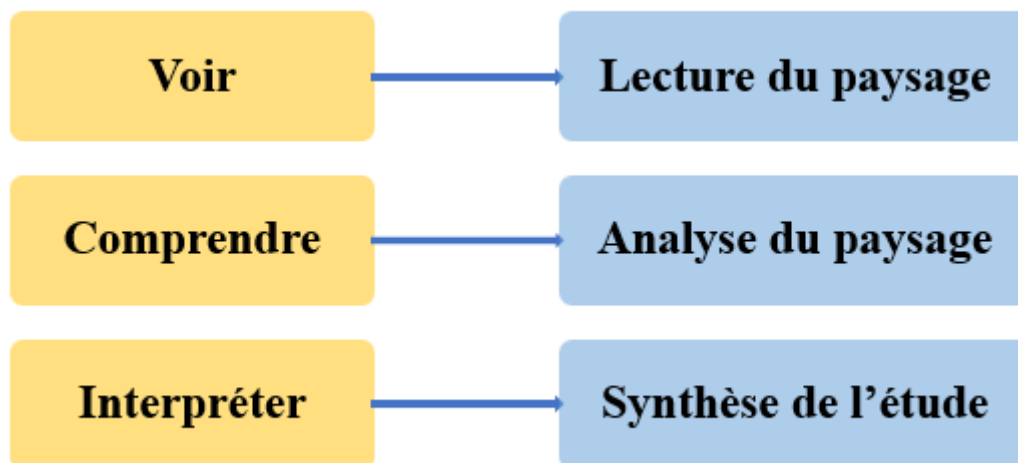 Voir
Lecture du paysage
Comprendre
Analyse du paysage
Interpréter
Synthèse de l’étude